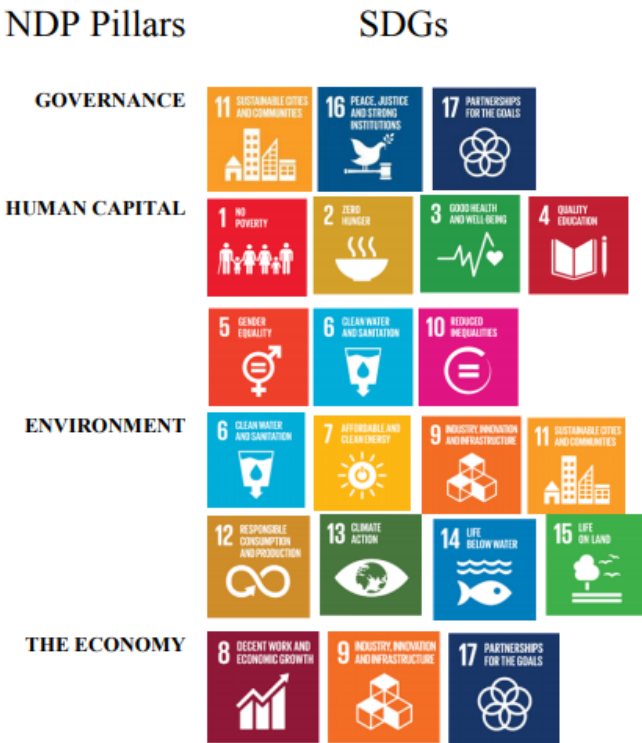 NDP Pillars SDGs
GOVERNANCE
11 SUSTAINABLE CITIES
AND COMMUNITIES
16 PEACE, JUSTICE
AND STRONG
INSTITUTIONS
17 PARTNERSHIPS
FOR THE GOALS
HUMAN CAPITAL
1 NO
POVERTY
2 ZERO
HUNGER
3 GOOD HEALTH
AND WELL-BEING
4 QUALITY
EDUCATION
5 GENDER
EQUALITY
6 CLEAN WATER
AND SANITATION
10 REDUCED
INEQUALITIES
ENVIRONMENT
6 CLEAN WATER
AND SANITATION
7 AFFORDABLE AND
CLEAN ENERGY
9 INDUSTRY, INNOVATION
AND INFRASTRUCTURE
11 SUSTAINABLE CITIES
AND COMMUNITIES
12 RESPONSIBLE
CONSUMPTION
AND PRODUCTION
13 CLIMATE
ACTION
14 LIFE
BELOW WATER
15 LIFE
ON LAND
THE ECONOMY
8 DECENT WORK AND
ECONOMIC GROWTH
9 INDUSTRY, INNOVATION
AND INFRASTRUCTURE
17 PARTNERSHIPS
FOR THE GOALS